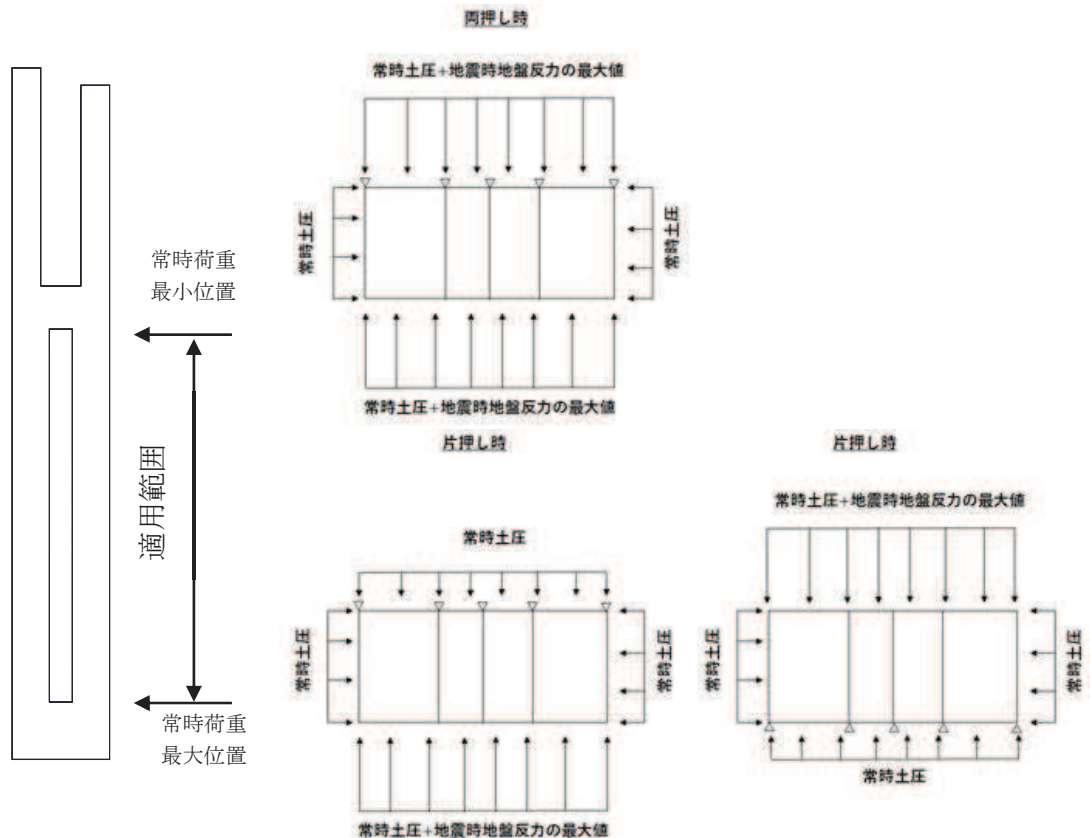 両押し時
常時土圧+地震時地盤反力の最大値
常時土圧
常時土圧
常時荷重
最小位置
常時土圧+地震時地盤反力の最大値
適用範囲
常時荷重
最大位置
片押し時
常時土圧
常時土圧
常時土圧
常時土圧+地震時地盤反力の最大値
片押し時
常時土圧+地震時地盤反力の最大値
常時土圧
常時土圧
常時土圧